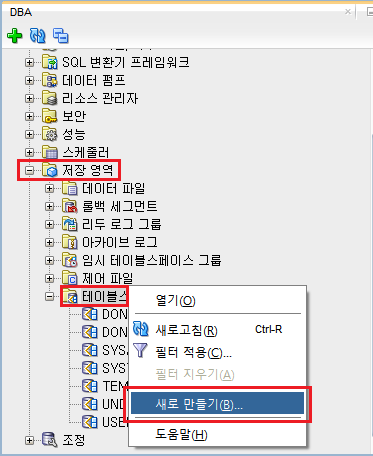 DBA
SQL 변환기 프레임워크
데이터 펌프
리소스 관리자
보안
성능
스케줄러
저장 영역
데이터 파일
롤백 세그먼트
리두 로그 그룹
아카이브 로그
임시 테이블스페이스 그룹
제어 파일
테이블스
DON
DON
SYSA
SYST
TEM
UND
USE
조정
열기(O)
새로고침(R) Ctrl-R
필터 적용(C)...
필터 지우기(A)
새로 만들기(B)...
도움말(H)